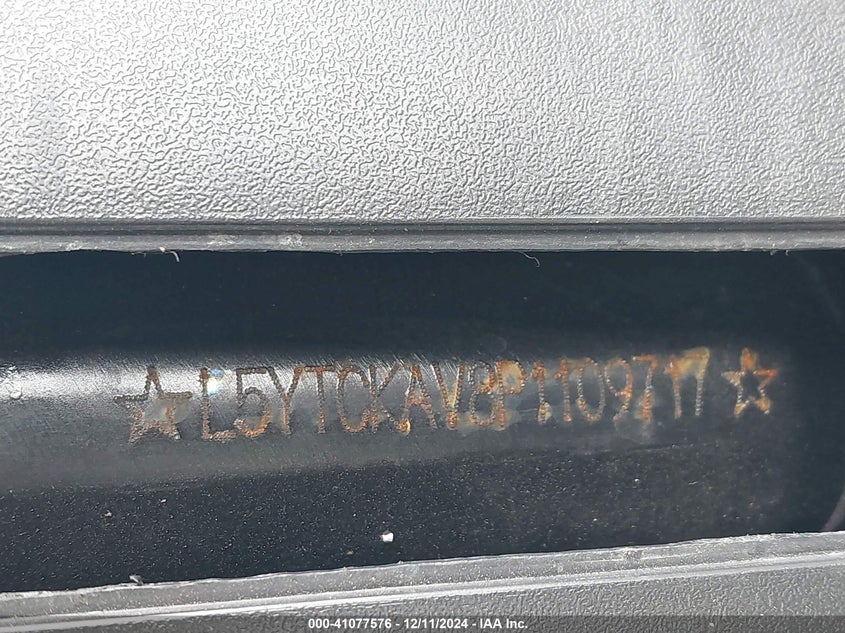 ☆L5YTCKAV8P1109717☆
000-41077576 - 12/11/2024 - IAA Inc.